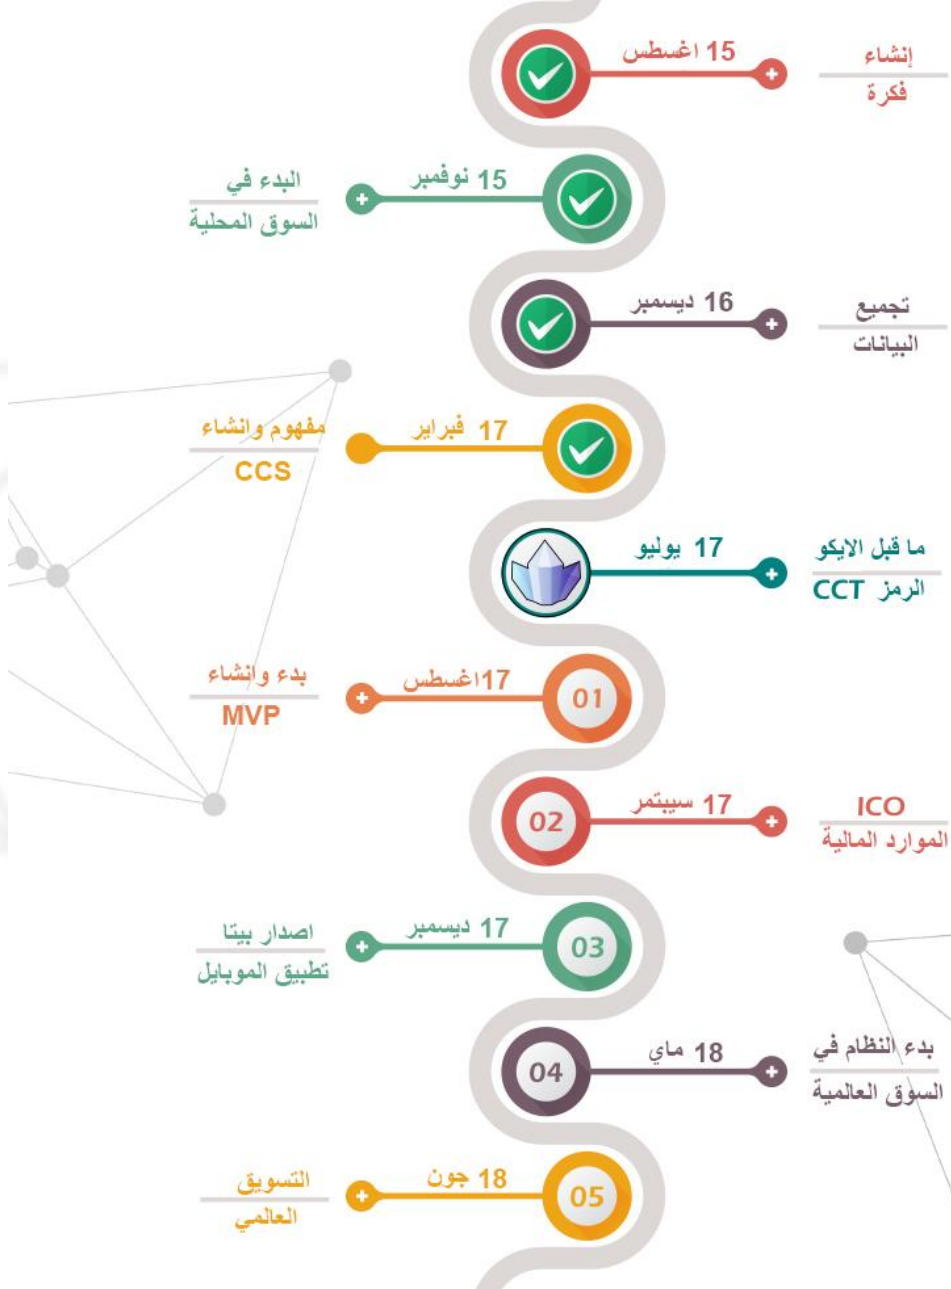 15 اغسطس
إنشاء
فكرة
15 نوفمبر
البدء في
السوق المحلية
16 ديسمبر
تجميع
البيانات
17 فبراير
مفهوم وانشاء
CCS
17 يوليو
ما قبل الايكو
الرمز CCT
17اغسطس
01
بدء وانشاء
MVP
17 سيبتمر
02
ICO
الموارد المالية
17 ديسمبر
03
اصدار بيتا
تطبيق الموبايل
18 ماي
04
بدء النظام في
السوق العالمية
18 جون
05
التسويق
العالمي